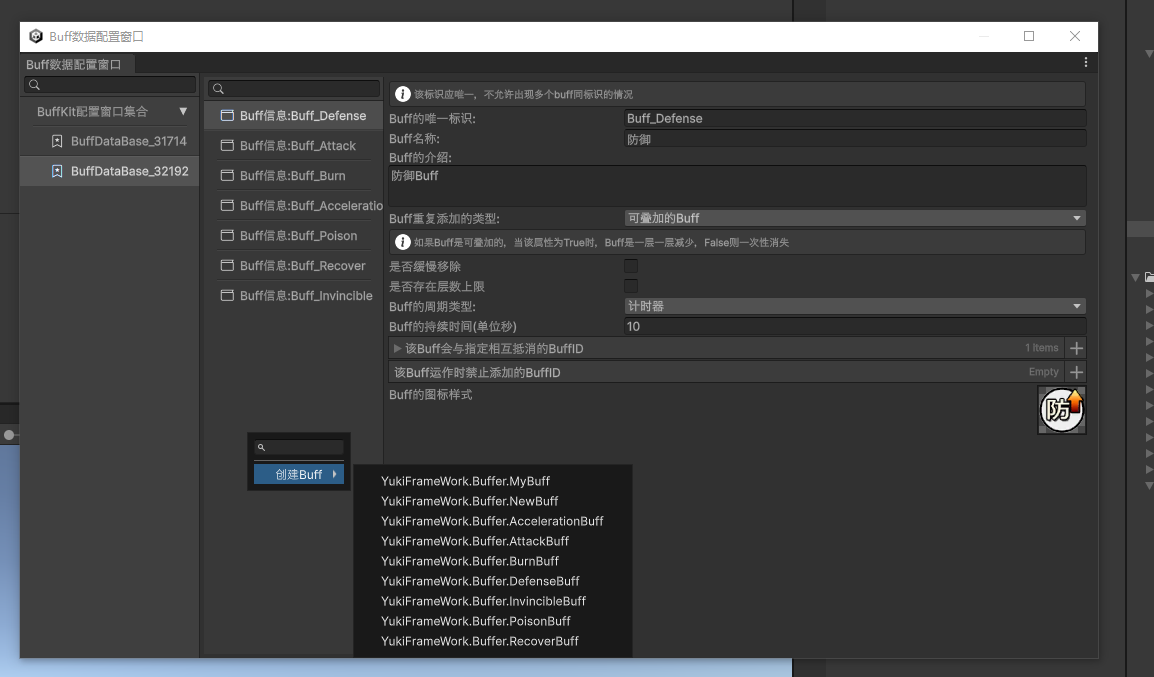 Buff数据配置窗口
Buff数据配置窗口
BuffKit配置窗口集合
BuffDataBase_31714
BuffDataBase_32192
Buff信息:Buff_Defense
Buff信息:Buff_Attack
Buff信息:Buff_Burn
Buff信息:Buff_Acceleratio
Buff信息:Buff_Poison
Buff信息:Buff_Recover
Buff信息:Buff_Invincible
该标识应唯一，不允许出现多个buff同标识的情况
Buff的唯一标识: Buff_Defense
Buff名称: 防御
Buff的介绍:
防御Buff
Buff重复添加的类型: 可叠加的Buff
如果Buff是可叠加的，当该属性为True时，Buff是一层一层减少，False则一次性消失
是否缓慢移除
是否存在层数上限
Buff的周期类型: 计时器
Buff的持续时间(单位秒) 10
该Buff会与指定相互抵消的BuffID 1 Items
该Buff运作时禁止添加的BuffID Empty
Buff的图标样式
防
创建Buff
YukiFrameWork.Buffer.MyBuff
YukiFrameWork.Buffer.NewBuff
YukiFrameWork.Buffer.AccelerationBuff
YukiFrameWork.Buffer.AttackBuff
YukiFrameWork.Buffer.BurnBuff
YukiFrameWork.Buffer.DefenseBuff
YukiFrameWork.Buffer.InvincibleBuff
YukiFrameWork.Buffer.PoisonBuff
YukiFrameWork.Buffer.RecoverBuff